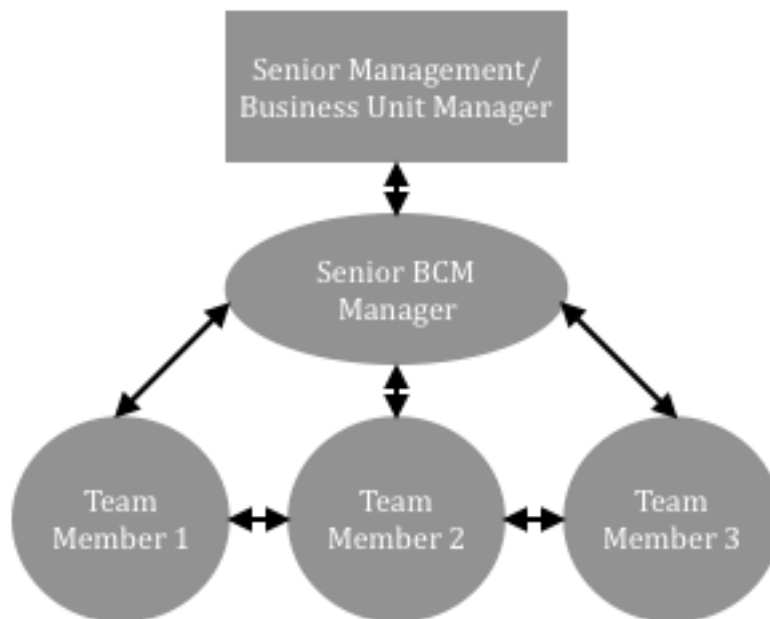 Senior Management/
Business Unit Manager
Senior BCM
Manager
Team
Member 1
Team
Member 2
Team
Member 3